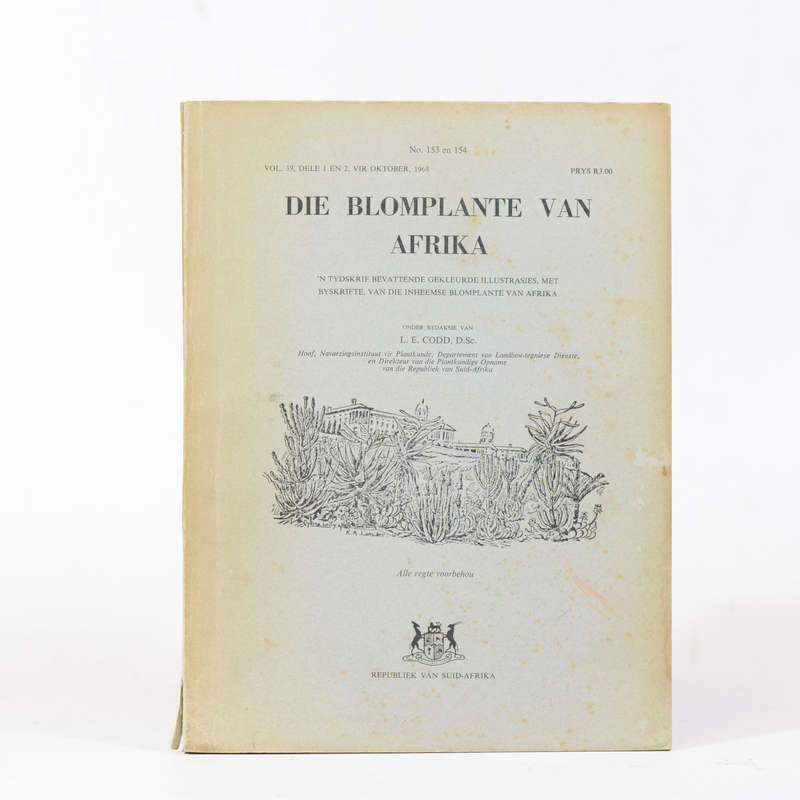 No. 153 en 154
VOL. 39, DELE 1 EN 2, VIR OKTOBER, 1968
PRYS R3.00
DIE BLOMPLANTE VAN
AFRIKA
'N TYDSKRIF BEVATTENDE GEKLEURDE ILLUSTRASIES, MET
BYSKRIFTE, VAN DIE INHEEMSE BLOMPLANTE VAN AFRIKA
ONDER REDAKSIE VAN
L. E. CODD, D.Sc.
Hoof, Navorsingsinstituut vir Plantkunde, Departement van Landbou-tegniese Dienste,
en Direkteur van die Plantkundige Opname
van die Republiek van Suid-Afrika
Alle regte voorbehou
REPUBLIEK VAN SUID-AFRIKA